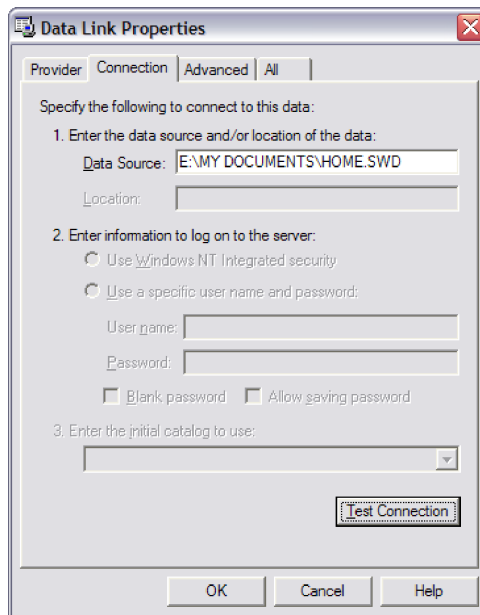 Data Link Properties
Provider Connection Advanced All
Specify the following to connect to this data:
1. Enter the data source and/or location of the data:
Data Source: E:\MY DOCUMENTS\HOME.SWD
Location:
2. Enter information to log on to the server:
Use Windows NT Integrated security
Use a specific user name and password:
User name:
Password:
Blank password Allow saving password
3. Enter the initial catalog to use:
Test Connection
OK Cancel Help